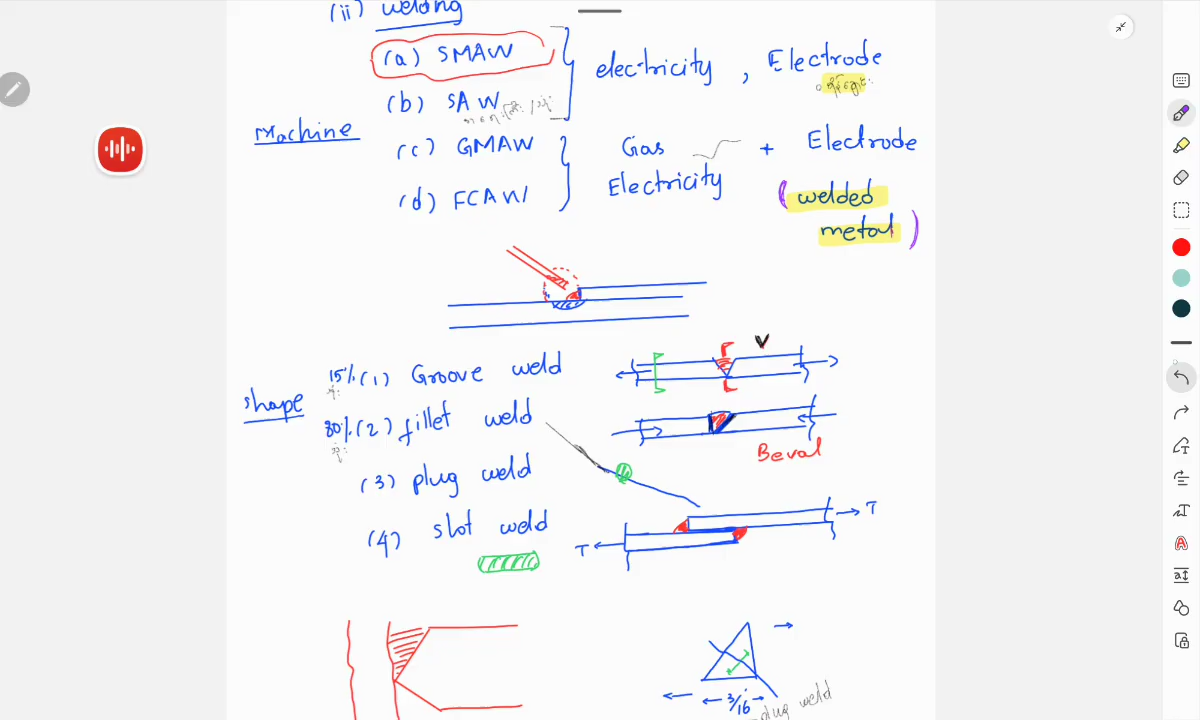 (ii) welding
(a) SMAW
electricity, Electrode
(b) SAW
Machine
(c) GMAW
Gas + Electrode
(d) FCAW
Electricity
(welded
metal)
V
15% (1) Groove weld
shape
80% (2) fillet weld
Beval
(3) plug weld
(4) slot weld
T
T
3/16"
plug weld